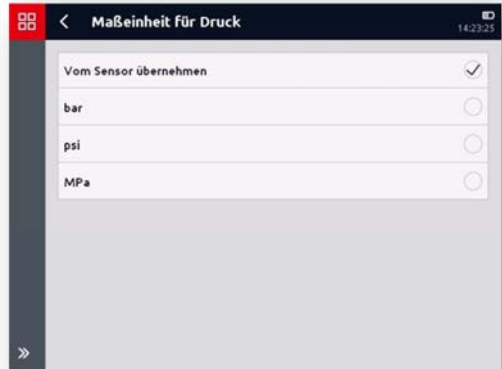 Maßeinheit für Druck
14:23:25
Vom Sensor übernehmen
bar
psi
MPa